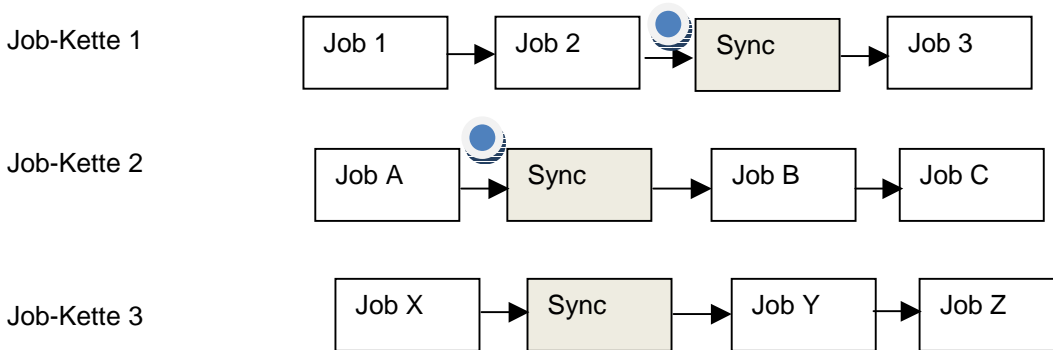 Job-Kette 1
Job 1
Job 2
Sync
Job 3
Job-Kette 2
Job A
Sync
Job B
Job C
Job-Kette 3
Job X
Sync
Job Y
Job Z